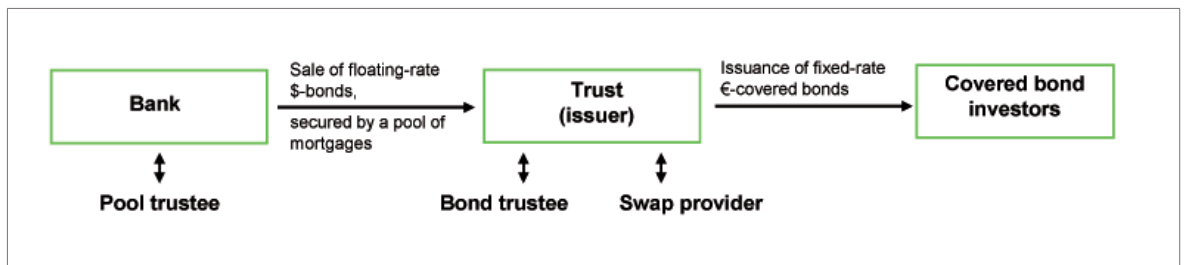 Bank
Sale of floating-rate
$-bonds,
secured by a pool of
mortgages
Trust
(issuer)
Issuance of fixed-rate
€-covered bonds
Covered bond
investors
Pool trustee
Bond trustee
Swap provider